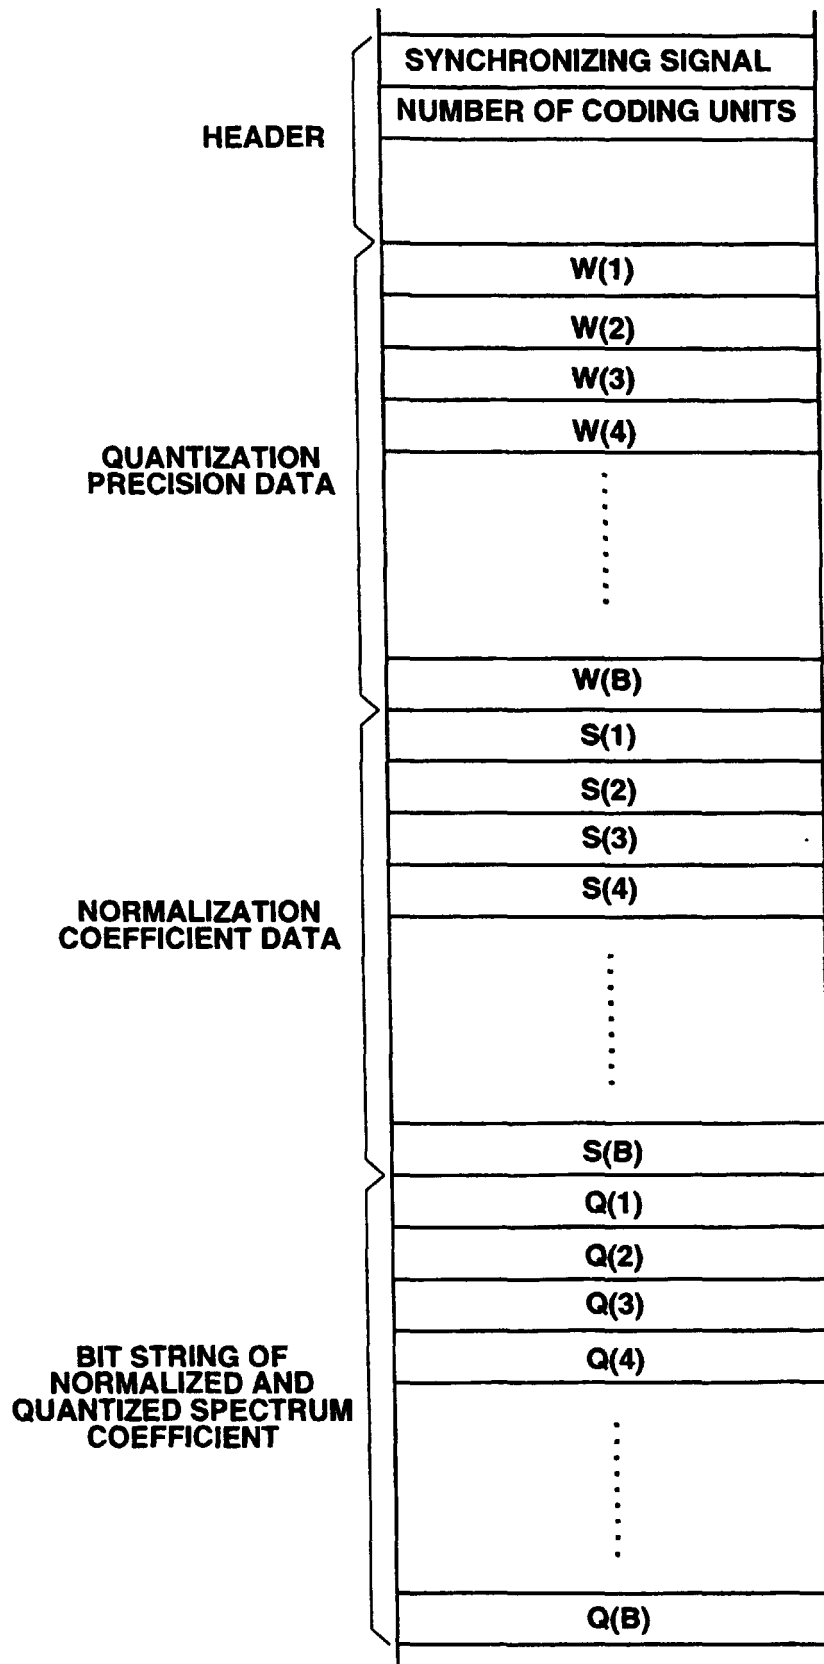 SYNCHRONIZING SIGNAL
NUMBER OF CODING UNITS
HEADER
W(1)
W(2)
W(3)
W(4)
QUANTIZATION
PRECISION DATA
W(B)
S(1)
S(2)
S(3)
S(4)
NORMALIZATION
COEFFICIENT DATA
S(B)
Q(1)
Q(2)
Q(3)
Q(4)
BIT STRING OF
NORMALIZED AND
QUANTIZED SPECTRUM
COEFFICIENT
Q(B)